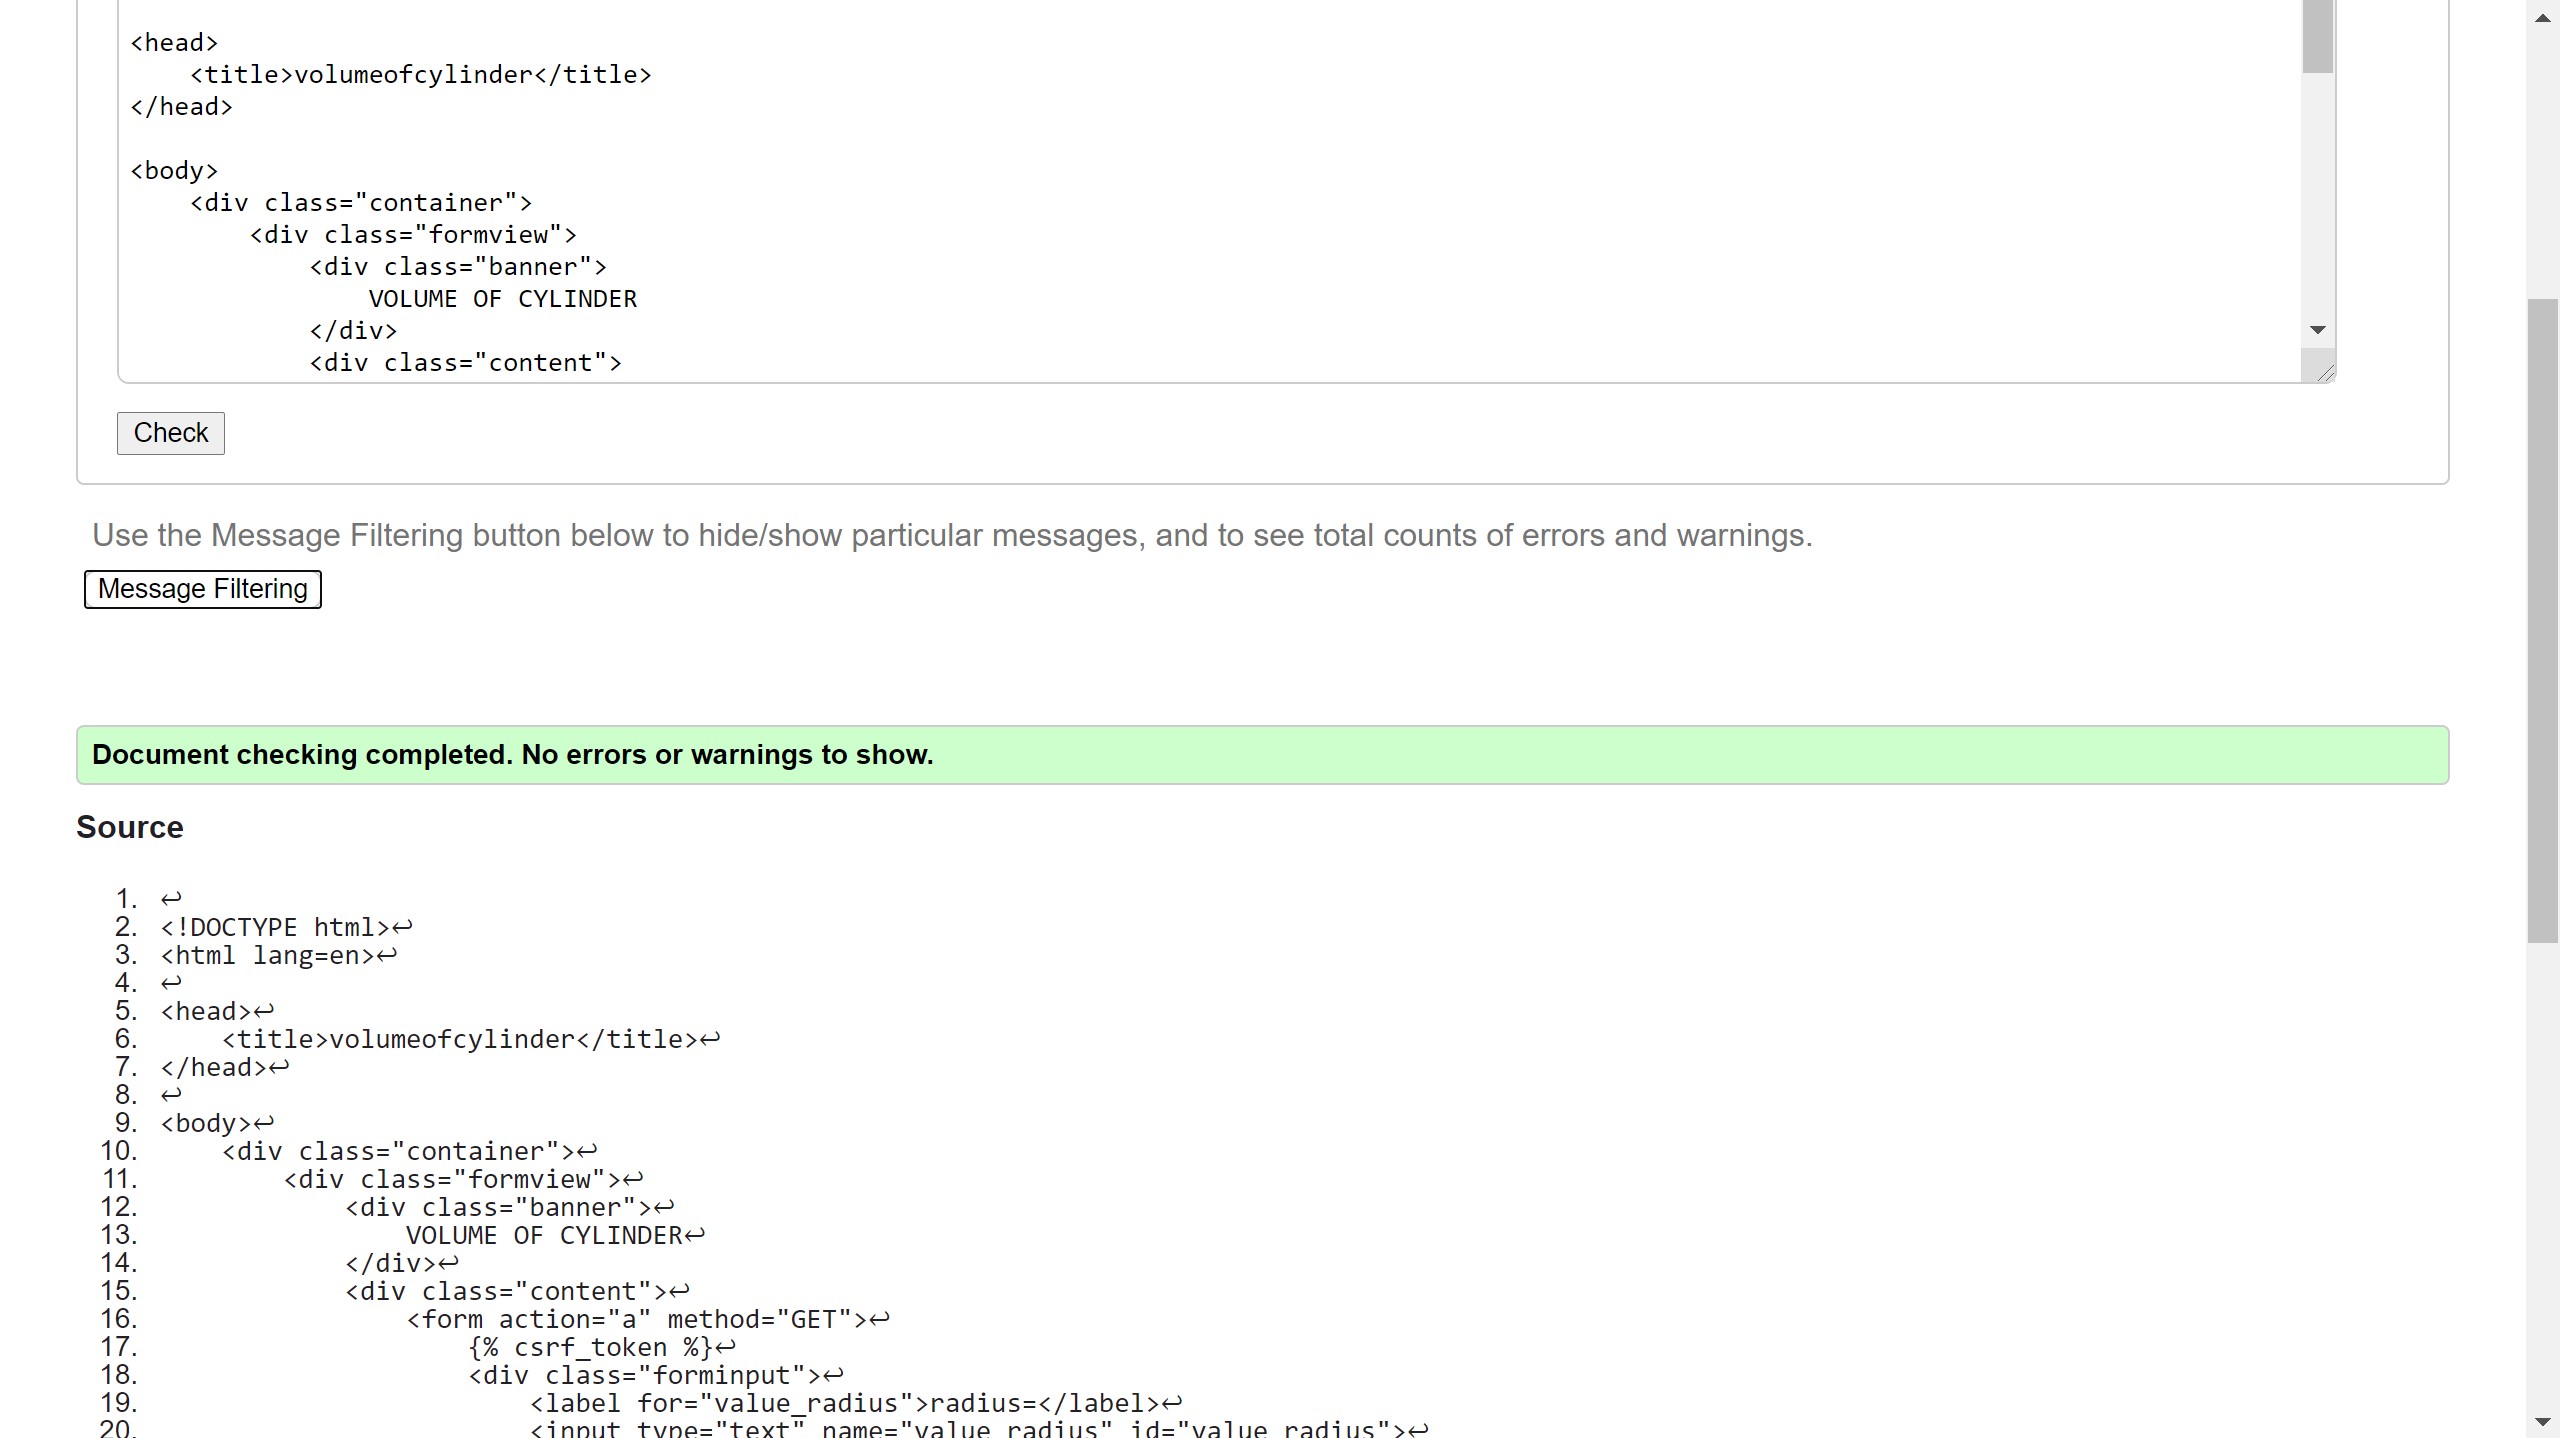 <head>
    <title>volumeofcylinder</title>
</head>
<body>
    <div class="container">
        <div class="formview">
            <div class="banner">
                VOLUME OF CYLINDER
            </div>
            <div class="content">
Check
Use the Message Filtering button below to hide/show particular messages, and to see total counts of errors and warnings.
Message Filtering
Document checking completed. No errors or warnings to show.
Source
1. ↩
2. <!DOCTYPE html>↩
3. <html lang=en>↩
4. ↩
5. <head>↩
6.     <title>volumeofcylinder</title>↩
7. </head>↩
8. ↩
9. <body>↩
10.     <div class="container">↩
11.         <div class="formview">↩
12.             <div class="banner">↩
13.                 VOLUME OF CYLINDER↩
14.             </div>↩
15.             <div class="content">↩
16.                 <form action="a" method="GET">↩
17.                     {% csrf_token %}↩
18.                     <div class="forminput">↩
19.                         <label for="value_radius">radius=</label>↩
20.                         <input type="text" name="value_radius" id="value_radius">↩